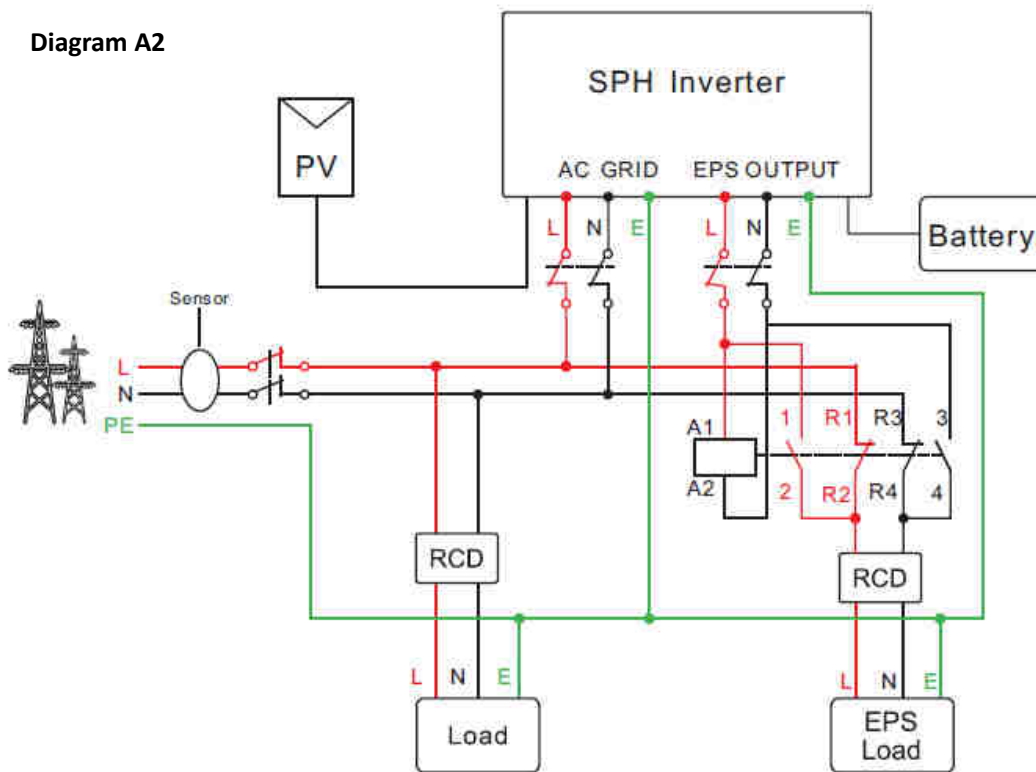 Diagram A2
SPH Inverter
PV
AC GRID
EPS OUTPUT
L
N
E
L
N
E
Battery
Sensor
L
N
PE
A1
1
R1
R3
3
A2
2
R2
R4
4
RCD
RCD
L
N
E
L
N
E
Load
EPS
Load